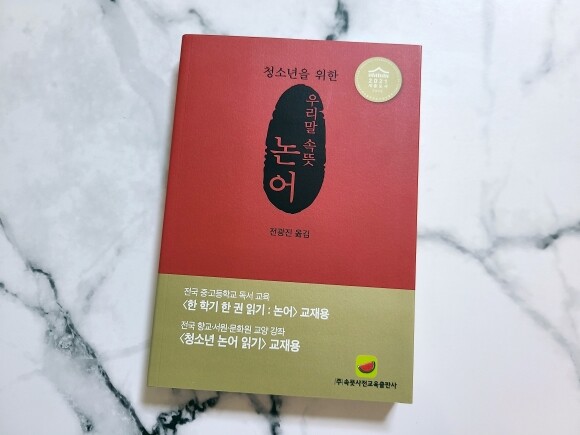 청소년을 위한
우리말 속뜻
논어
전광진 옮김
2021
전국 중·고등학교 독서 교육
<한 학기 한 권 읽기 : 논어> 교재용
전국 향교·서원·문화원 교양 강좌
<청소년 논어 읽기> 교재용
(주)속뜻사전교육출판사